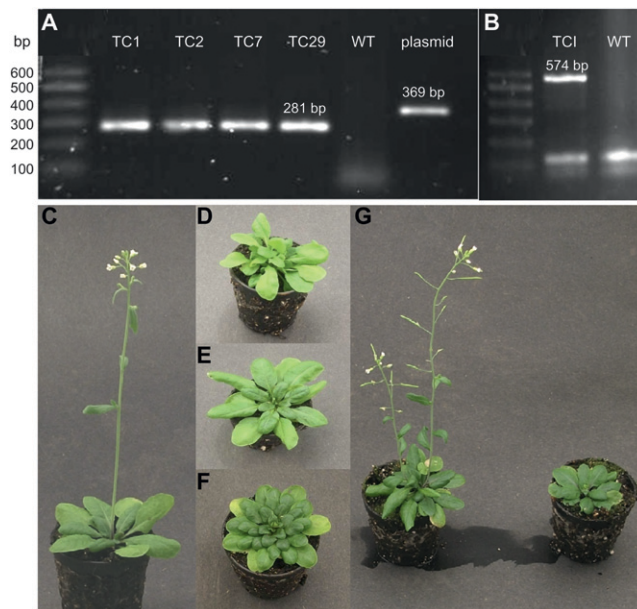 A
B
bp
TC1 TC2 TC7 TC29 WT plasmid
TCI WT
574 bp
600
500
400
300
200
100
281 bp
369 bp
C
D
E
F
G